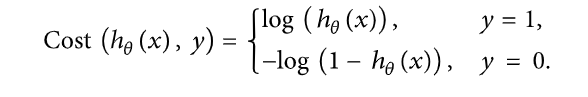 Cost (hθ(x), y) = { log (hθ(x)), y = 1,
−log (1 − hθ(x)), y = 0.